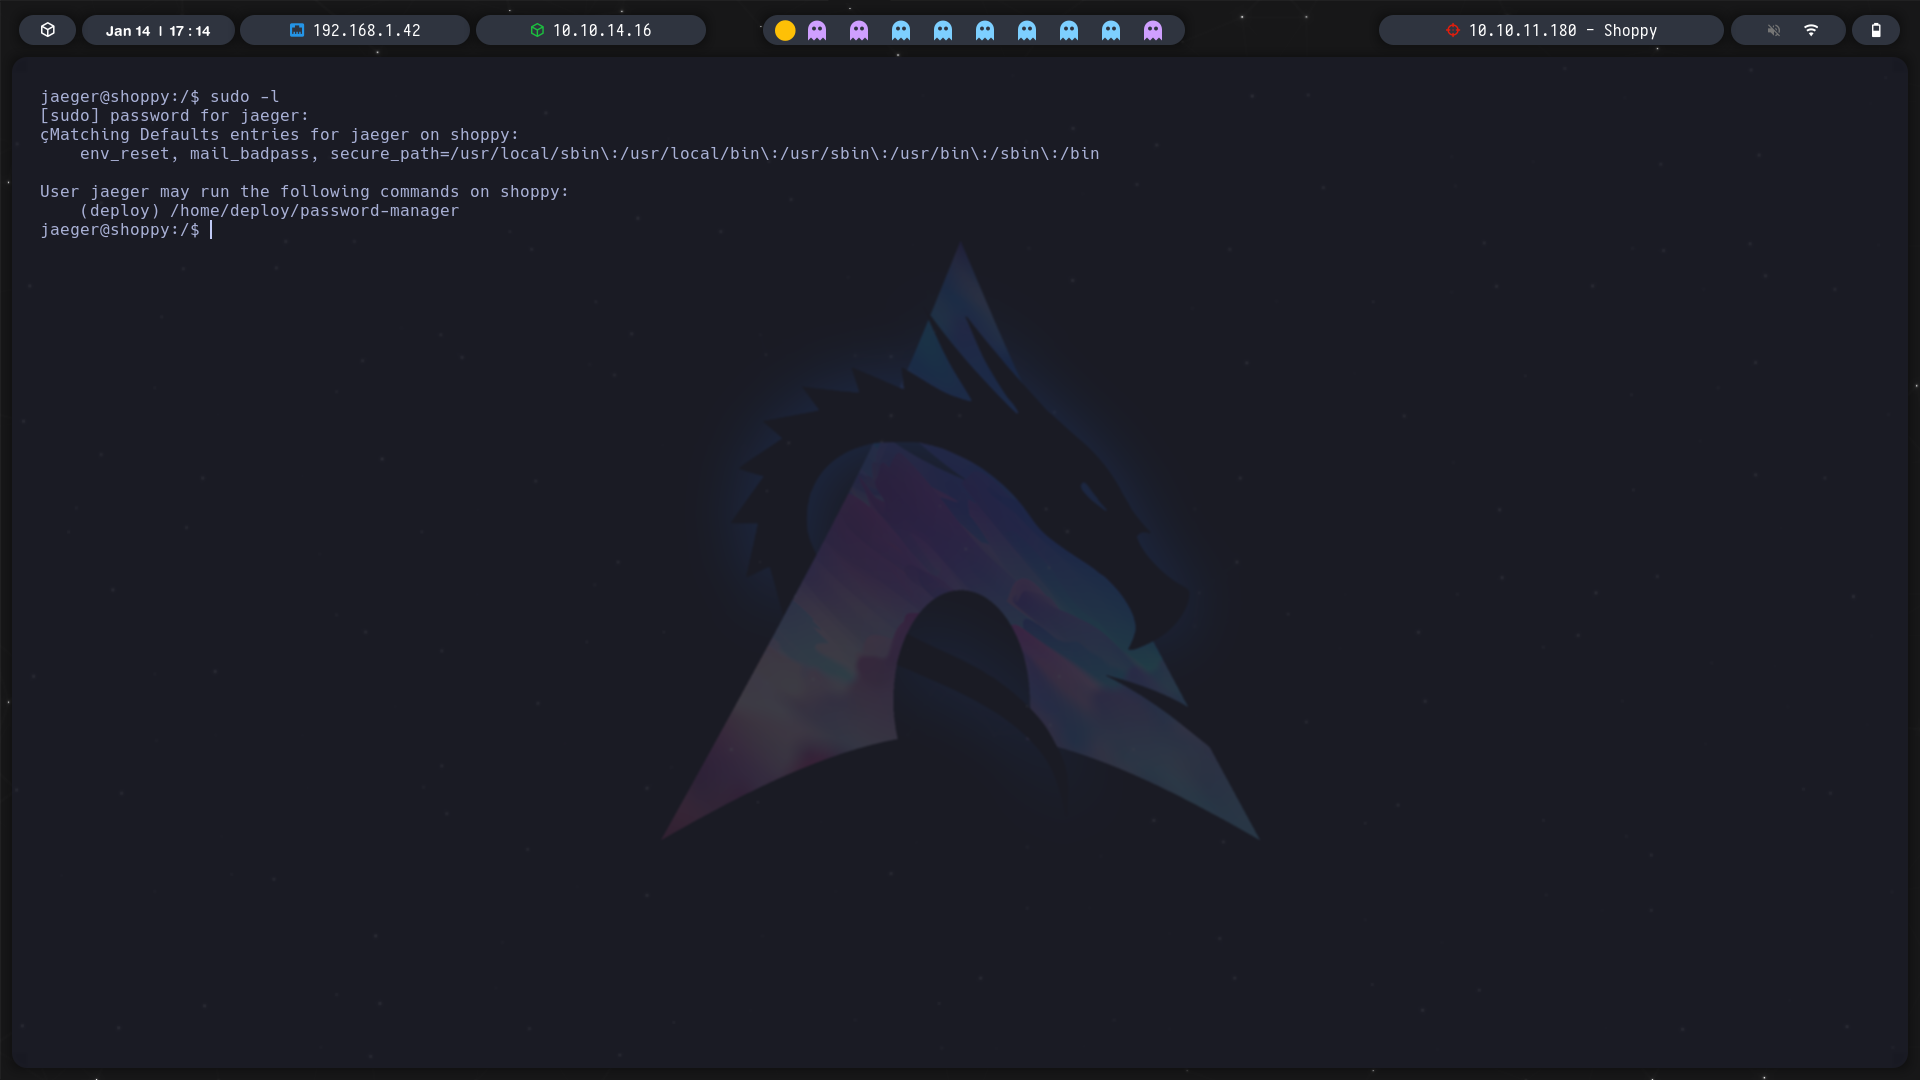 Jan 14 | 17 : 14
192.168.1.42
10.10.14.16
10.10.11.180 - Shoppy
jaeger@shoppy:/$ sudo -l
[sudo] password for jaeger:
çMatching Defaults entries for jaeger on shoppy:
    env_reset, mail_badpass, secure_path=/usr/local/sbin\:/usr/local/bin\:/usr/sbin\:/usr/bin\:/sbin\:/bin

User jaeger may run the following commands on shoppy:
    (deploy) /home/deploy/password-manager
jaeger@shoppy:/$